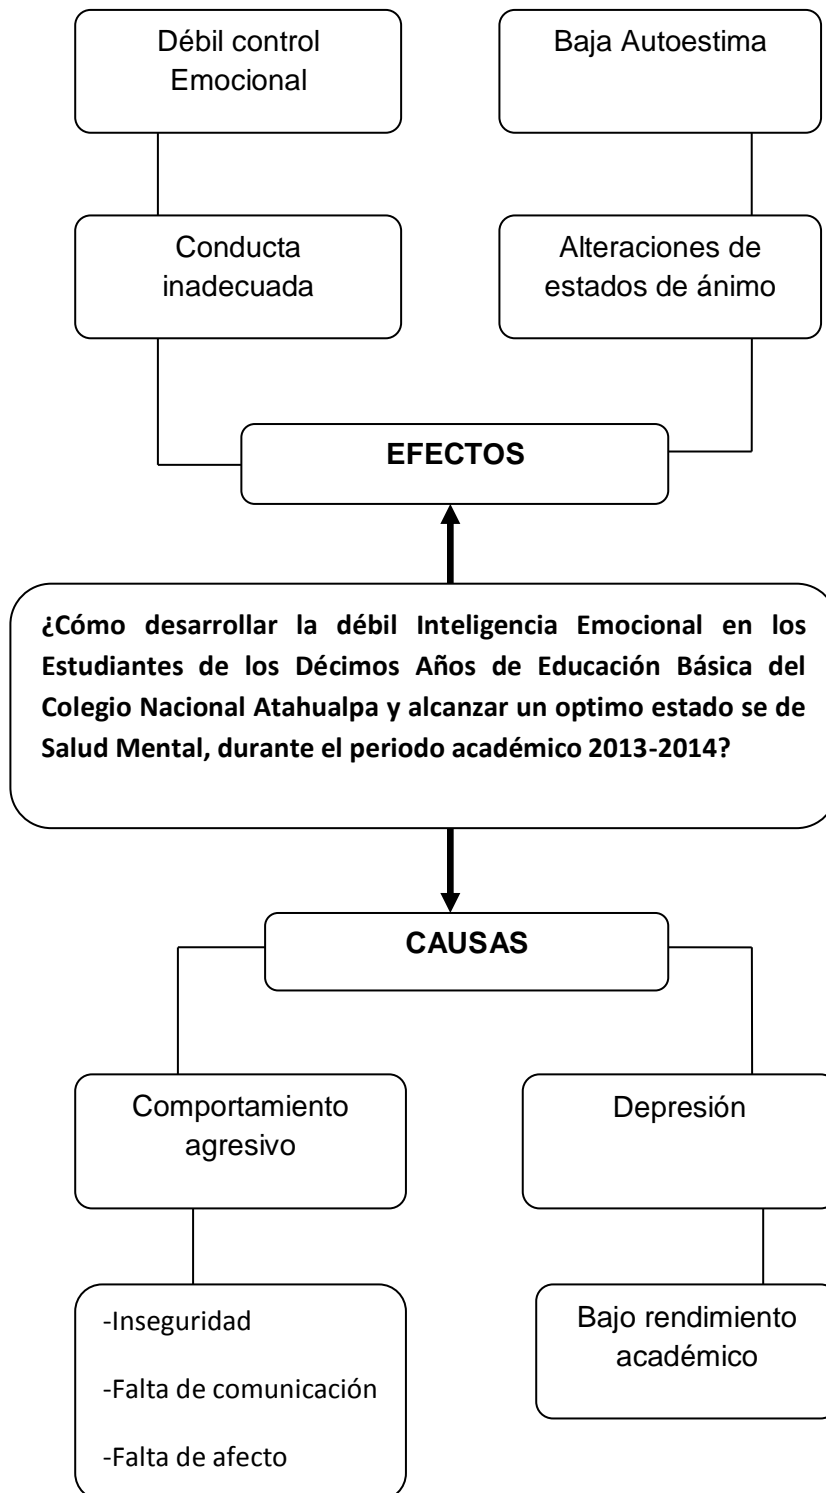 Débil control
Emocional
Baja Autoestima
Conducta
inadecuada
Alteraciones de
estados de ánimo
EFECTOS
¿Cómo desarrollar la débil Inteligencia Emocional en los
Estudiantes de los Décimos Años de Educación Básica del
Colegio Nacional Atahualpa y alcanzar un optimo estado se de
Salud Mental, durante el periodo académico 2013-2014?
CAUSAS
Comportamiento
agresivo
Depresión
-Inseguridad
-Falta de comunicación
-Falta de afecto
Bajo rendimiento
académico